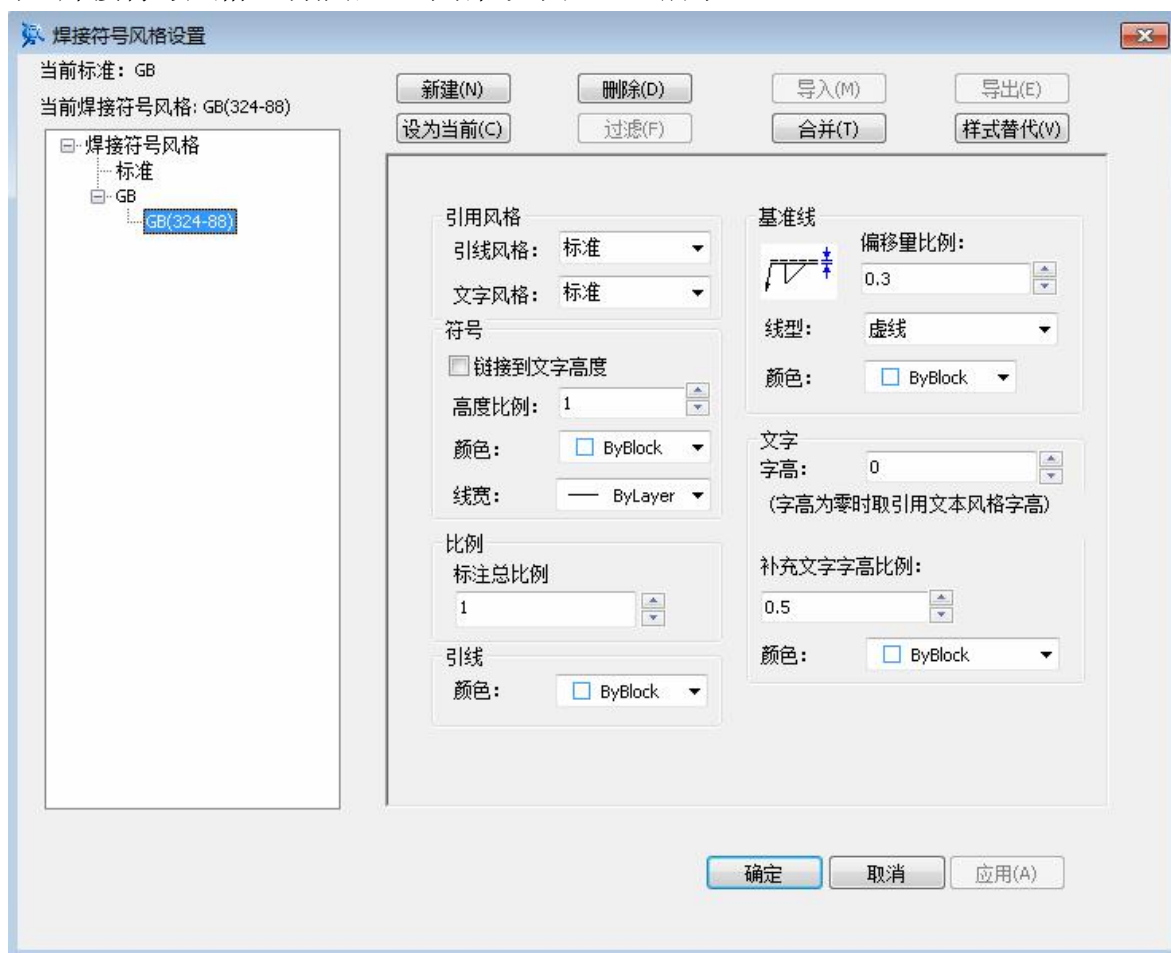 焊接符号风格设置
当前标准：GB
当前焊接符号风格：GB(324-88)
焊接符号风格
标准
GB
GB(324-88)
新建(N)
删除(D)
导入(M)
导出(E)
设为当前(C)
过滤(F)
合并(T)
样式替代(V)
引用风格
引线风格：
标准
文字风格：
标准
符号
链接到文字高度
高度比例：
1
颜色：
ByBlock
线宽：
ByLayer
比例
标注总比例
1
引线
颜色：
ByBlock
基准线
偏移量比例：
0.3
线型：
虚线
颜色：
ByBlock
文字
字高：
0
(字高为零时取引用文本风格字高)
补充文字字高比例：
0.5
颜色：
ByBlock
确定
取消
应用(A)